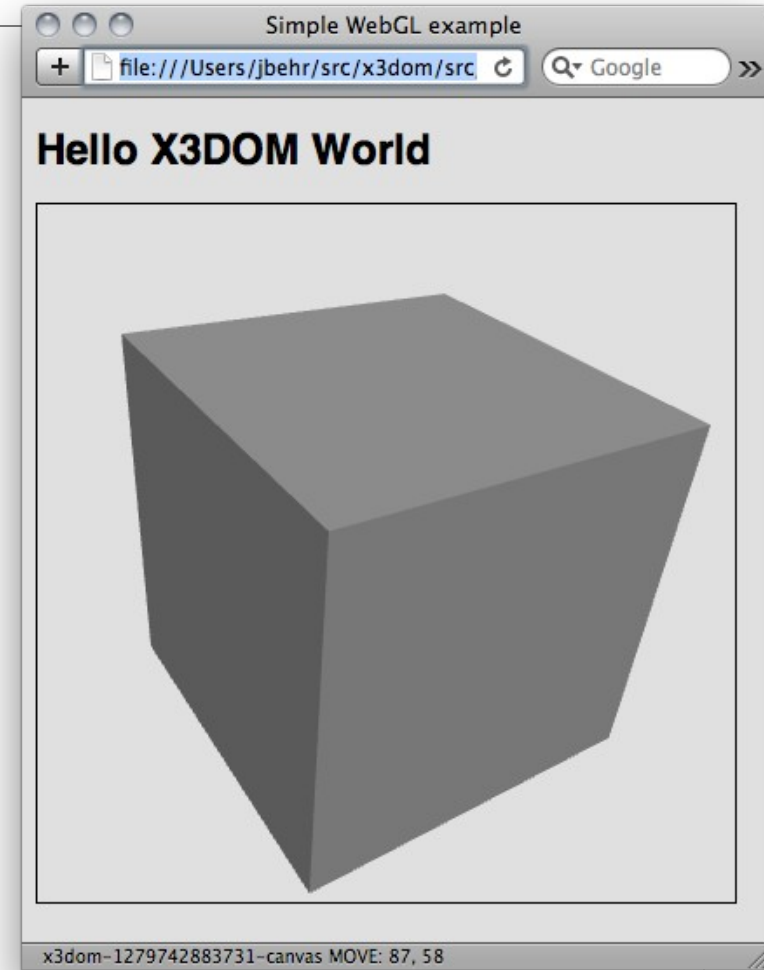 Simple WebGL example
+ file:///Users/jbehr/src/x3dom/src, Google »
Hello X3DOM World
x3dom-1279742883731-canvas MOVE: 87, 58